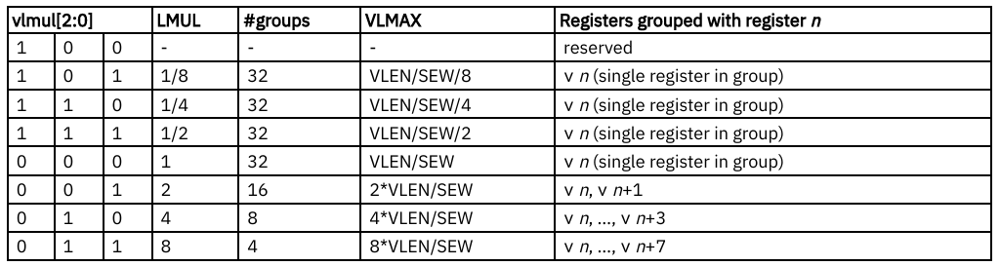 vlmul[2:0] LMUL #groups VLMAX Registers grouped with register n
1 0 0 - - - reserved
1 0 1 1/8 32 VLEN/SEW/8 v n (single register in group)
1 1 0 1/4 32 VLEN/SEW/4 v n (single register in group)
1 1 1 1/2 32 VLEN/SEW/2 v n (single register in group)
0 0 0 1 32 VLEN/SEW v n (single register in group)
0 0 1 2 16 2*VLEN/SEW v n, v n+1
0 1 0 4 8 4*VLEN/SEW v n, ..., v n+3
0 1 1 8 4 8*VLEN/SEW v n, ..., v n+7